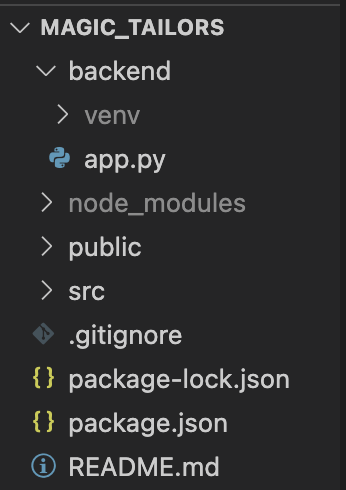 MAGIC_TAILORS
backend
venv
app.py
node_modules
public
src
.gitignore
{} package-lock.json
{} package.json
README.md